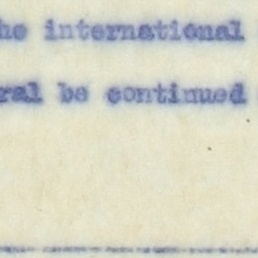 he international
ral be continued